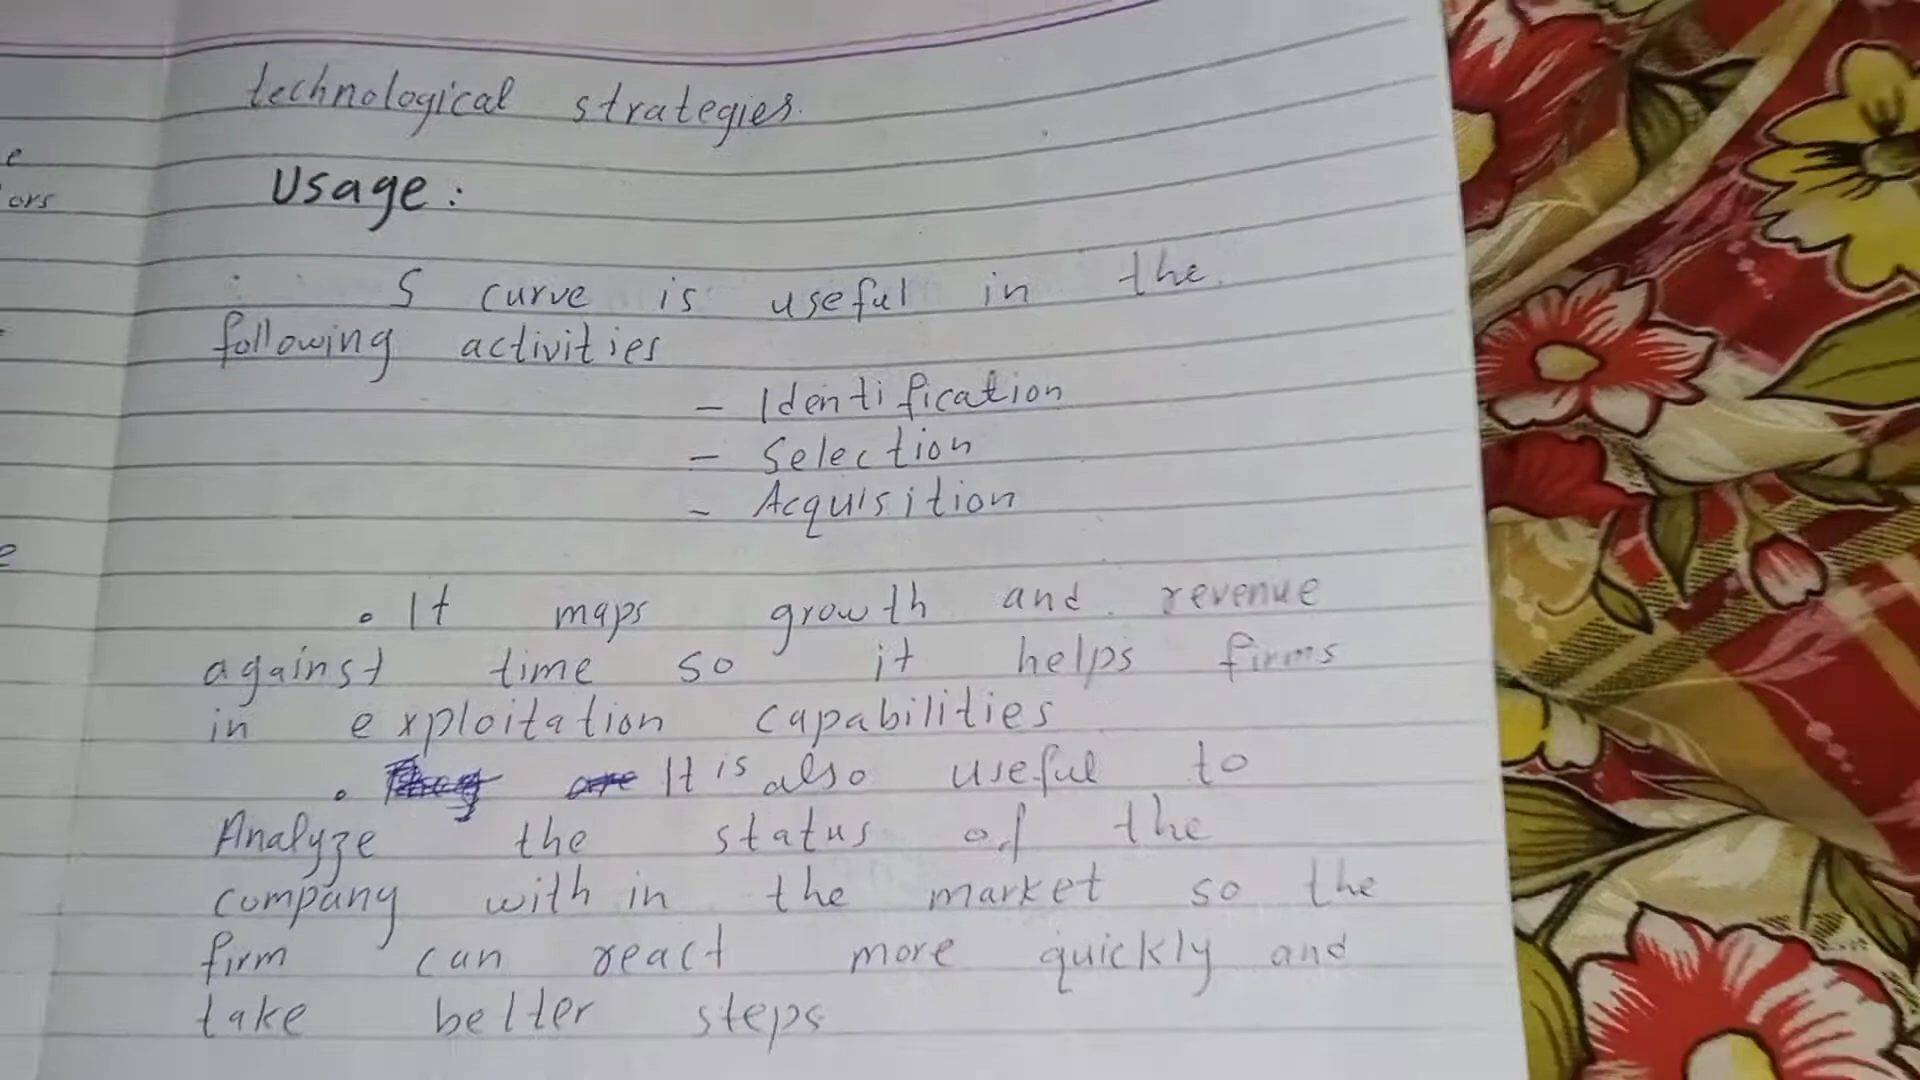 technological strategies.
Usage:
S curve is useful in the
following activities
- Identification
- Selection
- Acquisition
• It maps growth and revenue
against time so it helps firms
in exploitation capabilities
• It is also useful to
Analyze the status of the
company with in the market so the
firm can react more quickly and
take better steps